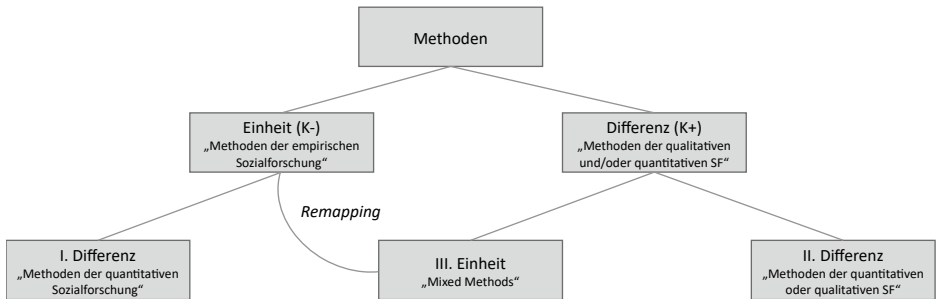 Methoden
Einheit (K-)
„Methoden der empirischen
Sozialforschung“
Differenz (K+)
„Methoden der qualitativen
und/oder quantitativen SF“
Remapping
I. Differenz
„Methoden der quantitativen
Sozialforschung“
III. Einheit
„Mixed Methods“
II. Differenz
„Methoden der quantitativen
oder qualitativen SF“